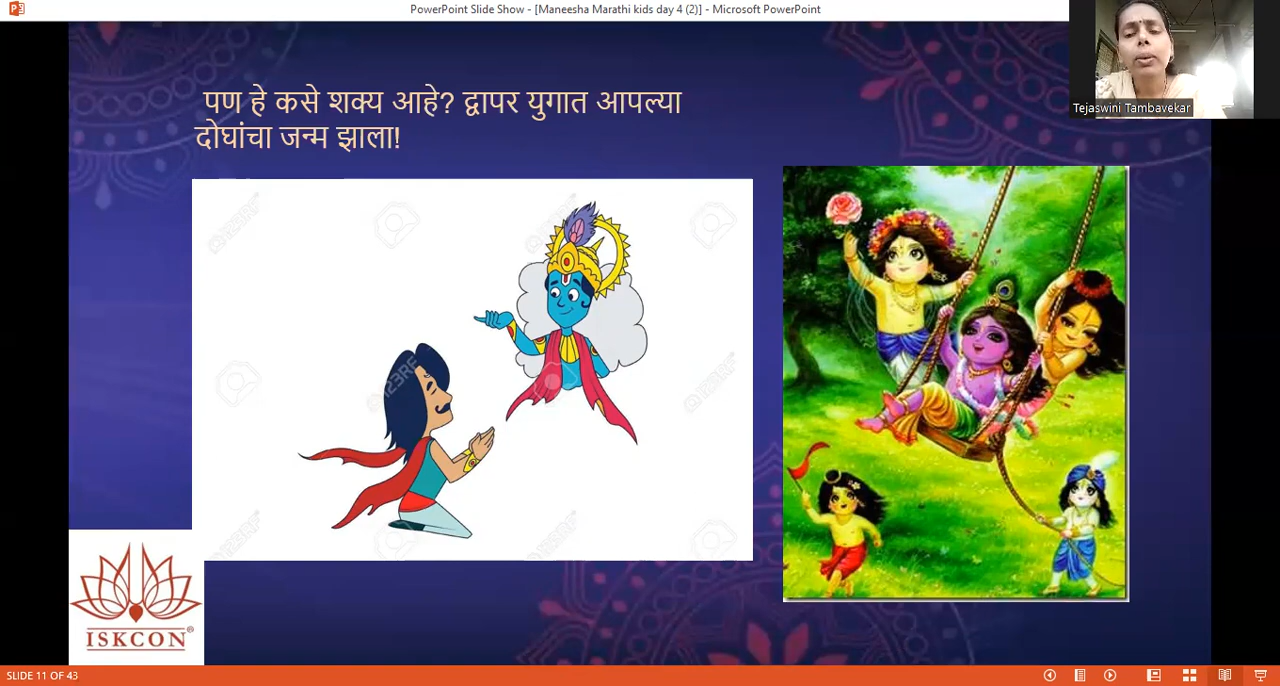 PowerPoint Slide Show - [Maneesha Marathi kids day 4 (2)] - Microsoft PowerPoint
Tejaswini Tambavekar
पण हे कसे शक्य आहे? द्वापर युगात आपल्या
दोघांचा जन्म झाला!
123RF
ISKCON®
SLIDE 11 OF 43